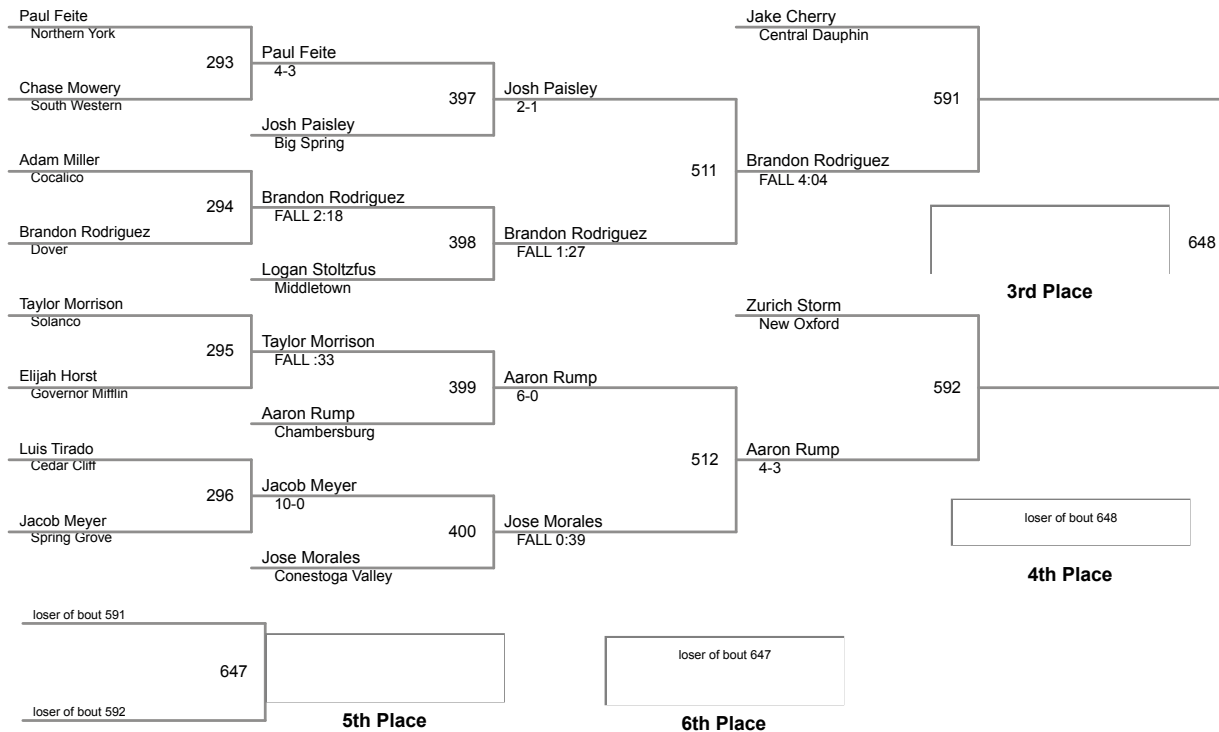 Paul Feite
Northern York
293
Chase Mowery
South Western
Paul Feite
4-3
397
Josh Paisley
Big Spring
Adam Miller
Cocalico
294
Brandon Rodriguez
Dover
Brandon Rodriguez
FALL 2:18
398
Logan Stoltzfus
Middletown
Josh Paisley
2-1
511
Brandon Rodriguez
FALL 1:27
Jake Cherry
Central Dauphin
591
Brandon Rodriguez
FALL 4:04
648
3rd Place
Taylor Morrison
Solanco
295
Elijah Horst
Governor Mifflin
Taylor Morrison
FALL :33
399
Aaron Rump
Chambersburg
Luis Tirado
Cedar Cliff
296
Jacob Meyer
Spring Grove
Jacob Meyer
10-0
400
Jose Morales
Conestoga Valley
Aaron Rump
6-0
512
Jose Morales
FALL 0:39
Zurich Storm
New Oxford
592
Aaron Rump
4-3
loser of bout 648
4th Place
loser of bout 591
647
loser of bout 592
5th Place
loser of bout 647
6th Place